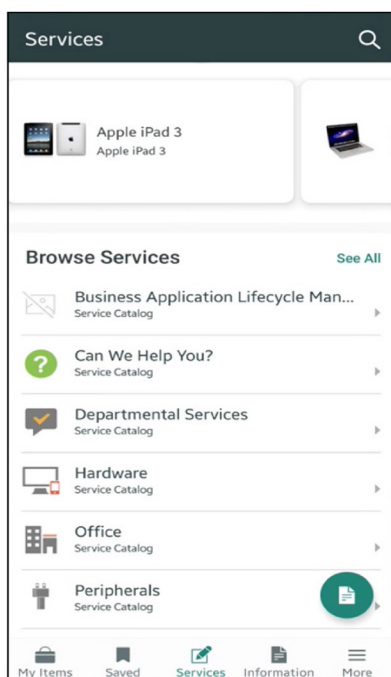 Services
Apple iPad 3
Apple iPad 3
Browse Services
See All
Business Application Lifecycle Man...
Service Catalog
Can We Help You?
Service Catalog
Departmental Services
Service Catalog
Hardware
Service Catalog
Office
Service Catalog
Peripherals
Service Catalog
My Items
Saved
Services
Information
More